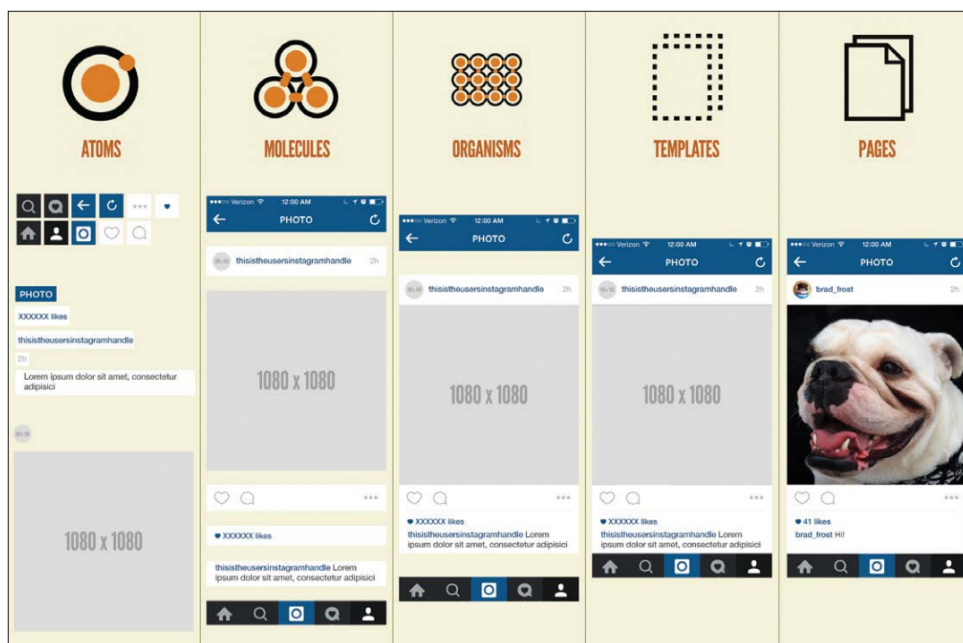 ATOMS
PHOTO
XXXXXX likes
thisistheusersinstagramhandle
2h
Lorem ipsum dolor sit amet, consectetur
adipisici
1080 x 1080
MOLECULES
Verizon 12:00 AM
PHOTO
thisistheusersinstagramhandle 2h
1080 x 1080
XXXXXX likes
thisistheusersinstagramhandle Lorem
ipsum dolor sit amet, consectetur adipisici
ORGANISMS
Verizon 12:00 AM
PHOTO
thisistheusersinstagramhandle 2h
1080 x 1080
XXXXXX likes
thisistheusersinstagramhandle Lorem
ipsum dolor sit amet, consectetur adipisici
TEMPLATES
Verizon 12:00 AM
PHOTO
thisistheusersinstagramhandle 2h
1080 x 1080
XXXXXX likes
thisistheusersinstagramhandle Lorem
ipsum dolor sit amet, consectetur adipisici
PAGES
Verizon 12:00 AM
PHOTO
brad_frost 2h
41 likes
brad_frost Hi!